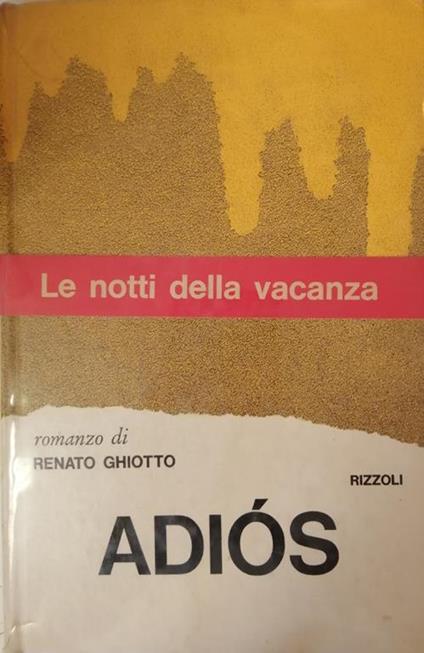 Le notti della vacanza
romanzo di
RENATO GHIOTTO
RIZZOLI
ADIÓS